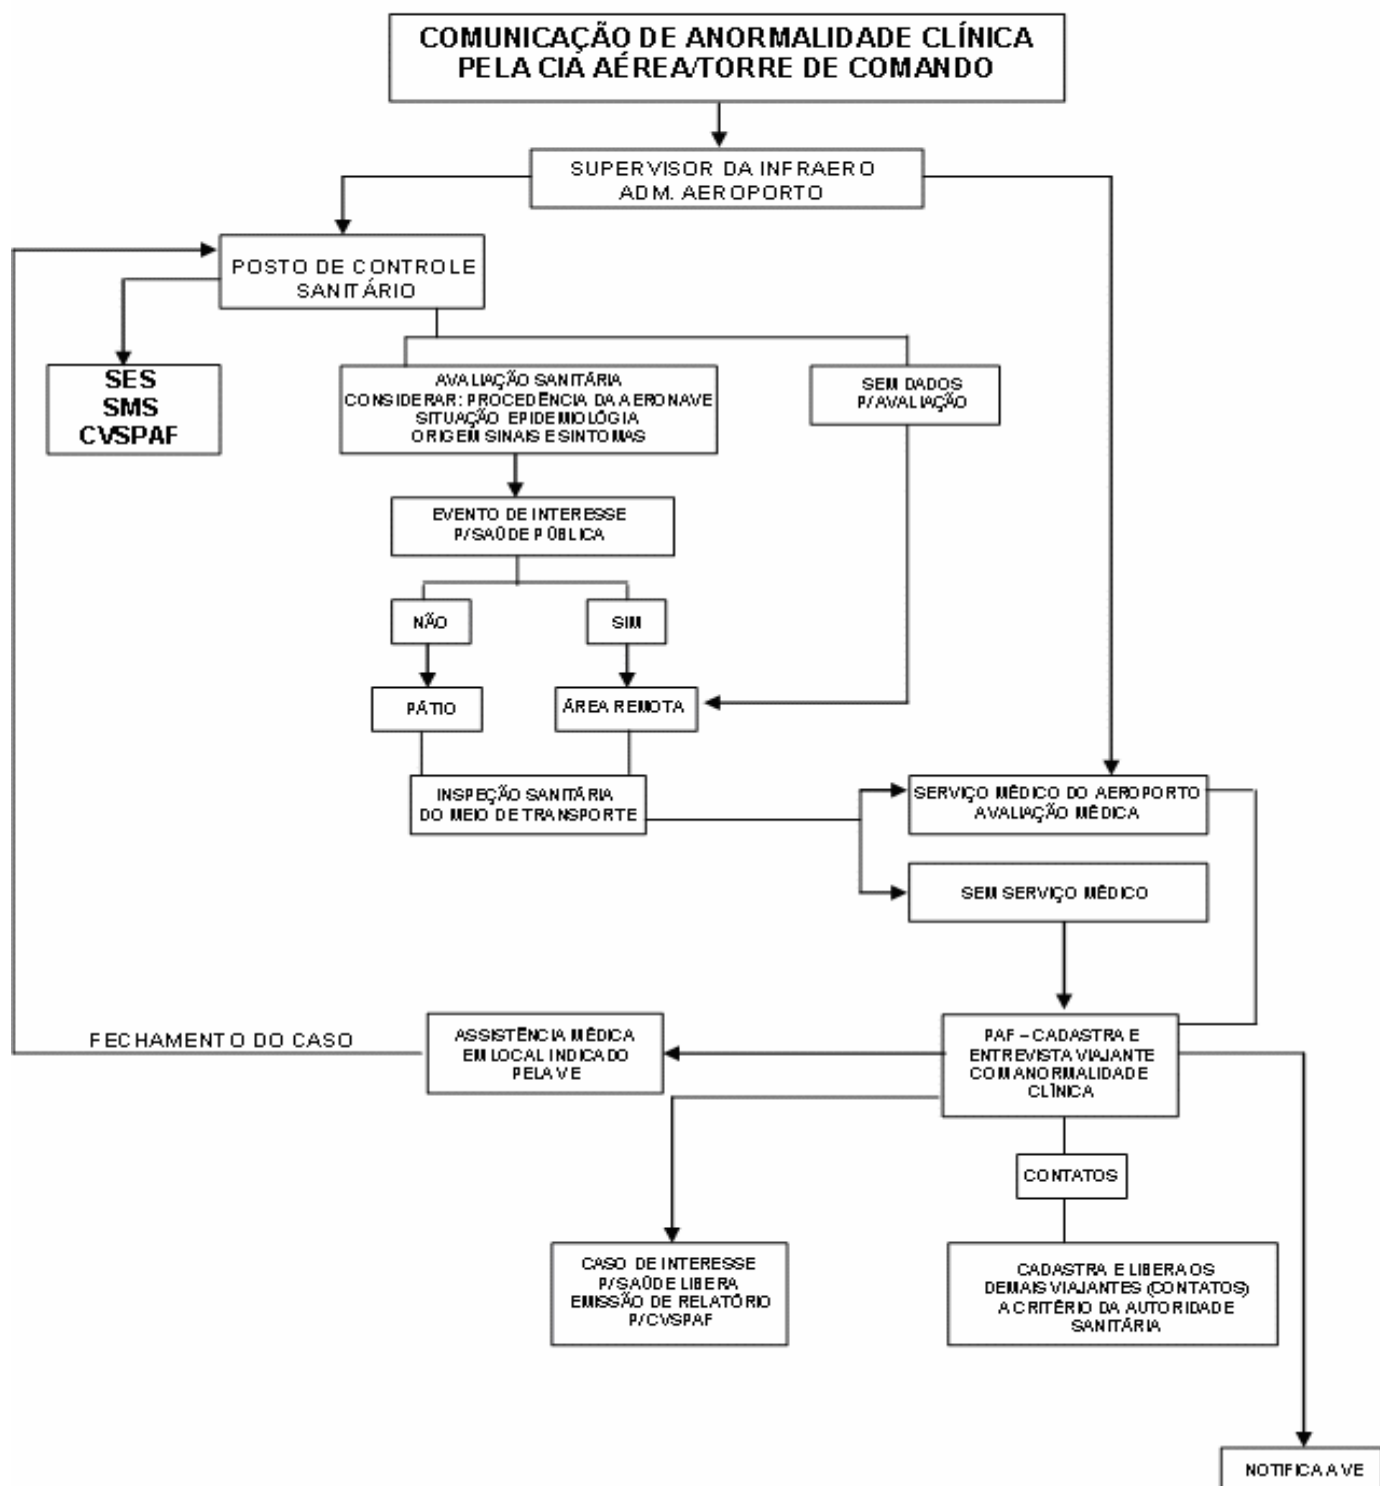 COMUNICAÇÃO DE ANORMALIDADE CLÍNICA
PELA CIA AÉREA/TORRE DE COMANDO
SUPERVISOR DA INFRAERO
ADM. AEROPORTO
POSTO DE CONTROLE
SANITÁRIO
SES
SMS
CVSPAF
AVALIAÇÃO SANITÁRIA
CONSIDERAR: PROCEDÊNCIA DA AERONAVE
SITUAÇÃO EPIDEMIOLÓGIA
ORIGEM SINAIS E SINTOMAS
SEM DADOS
P/AVALIAÇÃO
EVENTO DE INTERESSE
P/SAÚDE PÚBLICA
NÃO
SIM
PÁTIO
ÁREA REMOTA
INSPEÇÃO SANITÁRIA
DO MEIO DE TRANSPORTE
SERVIÇO MÉDICO DO AEROPORTO
AVALIAÇÃO MÉDICA
SEM SERVIÇO MÉDICO
FECHAMENTO DO CASO
ASSISTÊNCIA MÉDICA
EM LOCAL INDICADO
PELA VE
PAF – CADASTRA E
ENTREVISTA VIAJANTE
COM ANORMALIDADE
CLÍNICA
CONTATOS
CASO DE INTERESSE
P/SAÚDE LIBERA
EMISSÃO DE RELATÓRIO
P/CVSPAF
CADASTRA E LIBERA OS
DEMAIS VIAJANTES (CONTATOS)
A CRITÉRIO DA AUTORIDADE
SANITÁRIA
NOTIFICA A VE